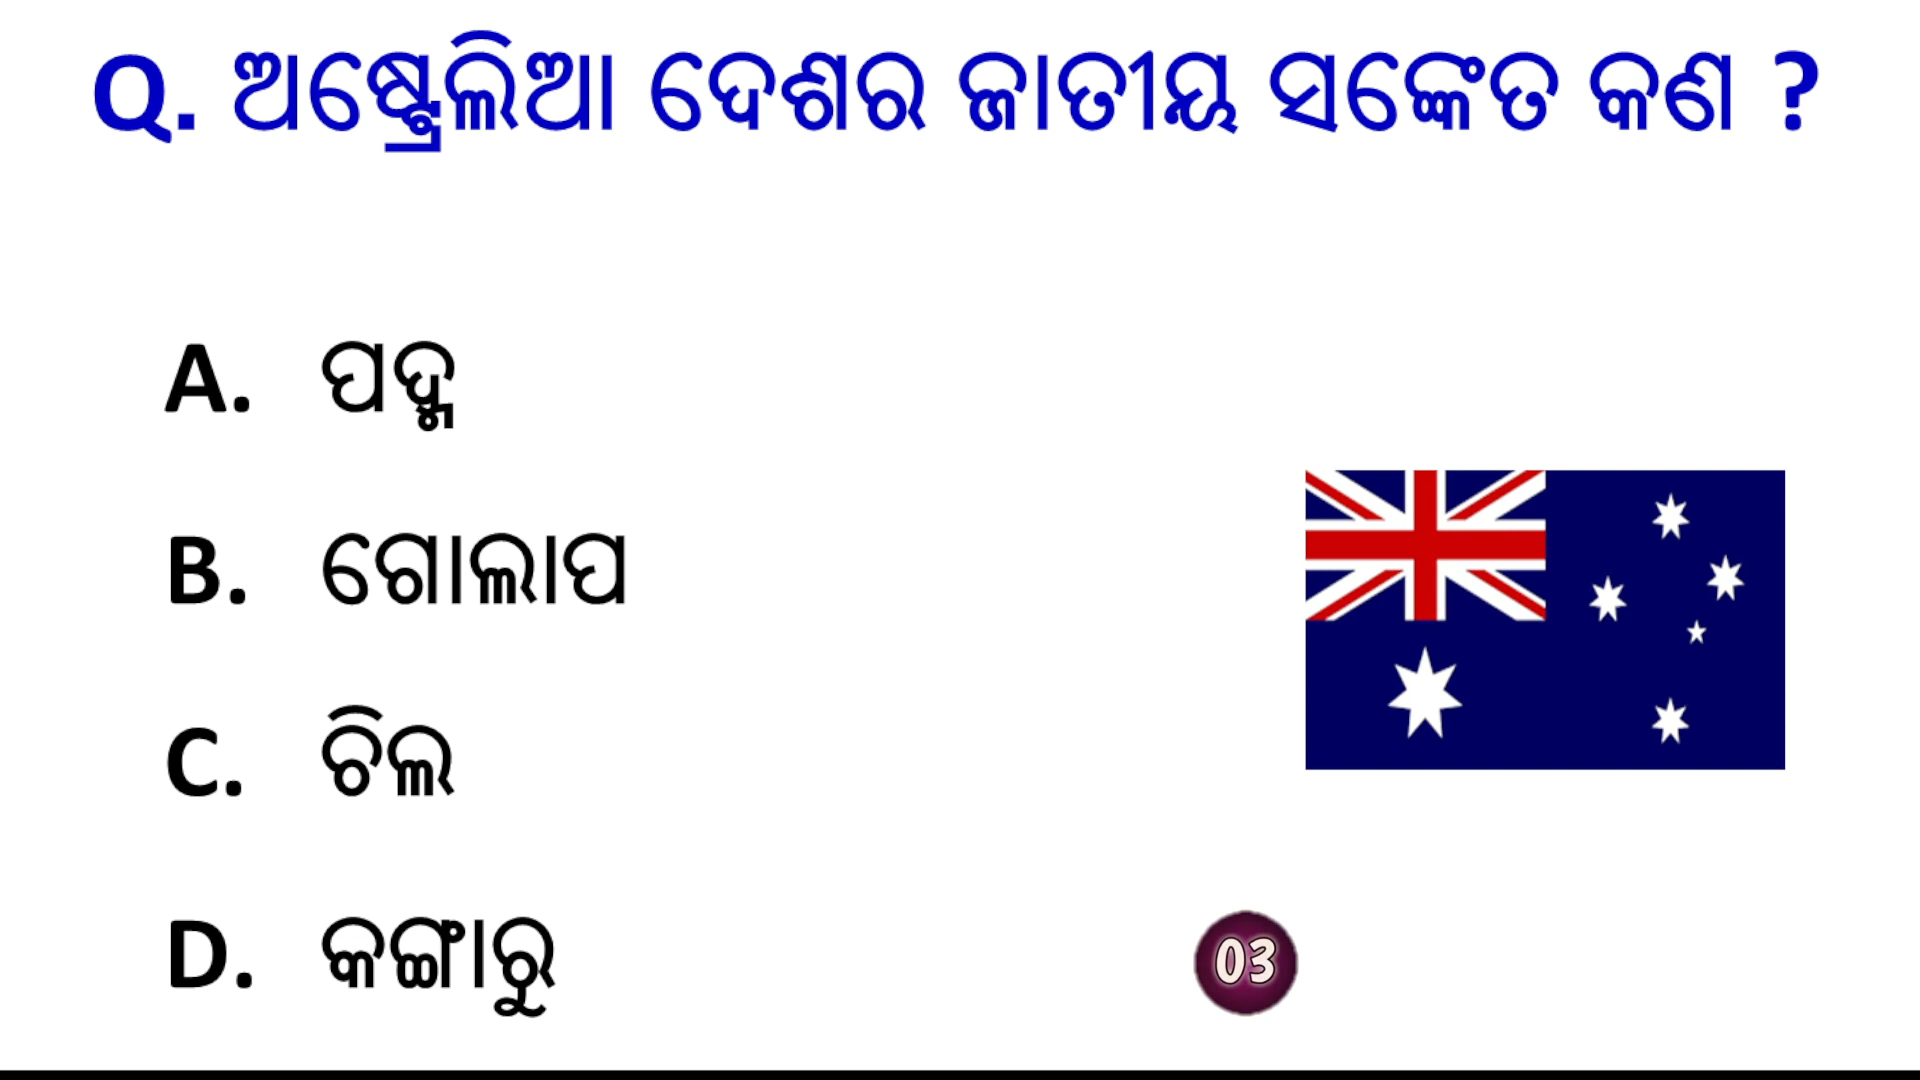 Q. ଅଷ୍ଟ୍ରେଲିଆ ଦେଶର ଜାତୀୟ ସଙ୍କେତ କଣ ?
A. ପଦ୍ମ
B. ଗୋଲାପ
C. ଚିଲ
D. କଙ୍ଗାରୁ
03